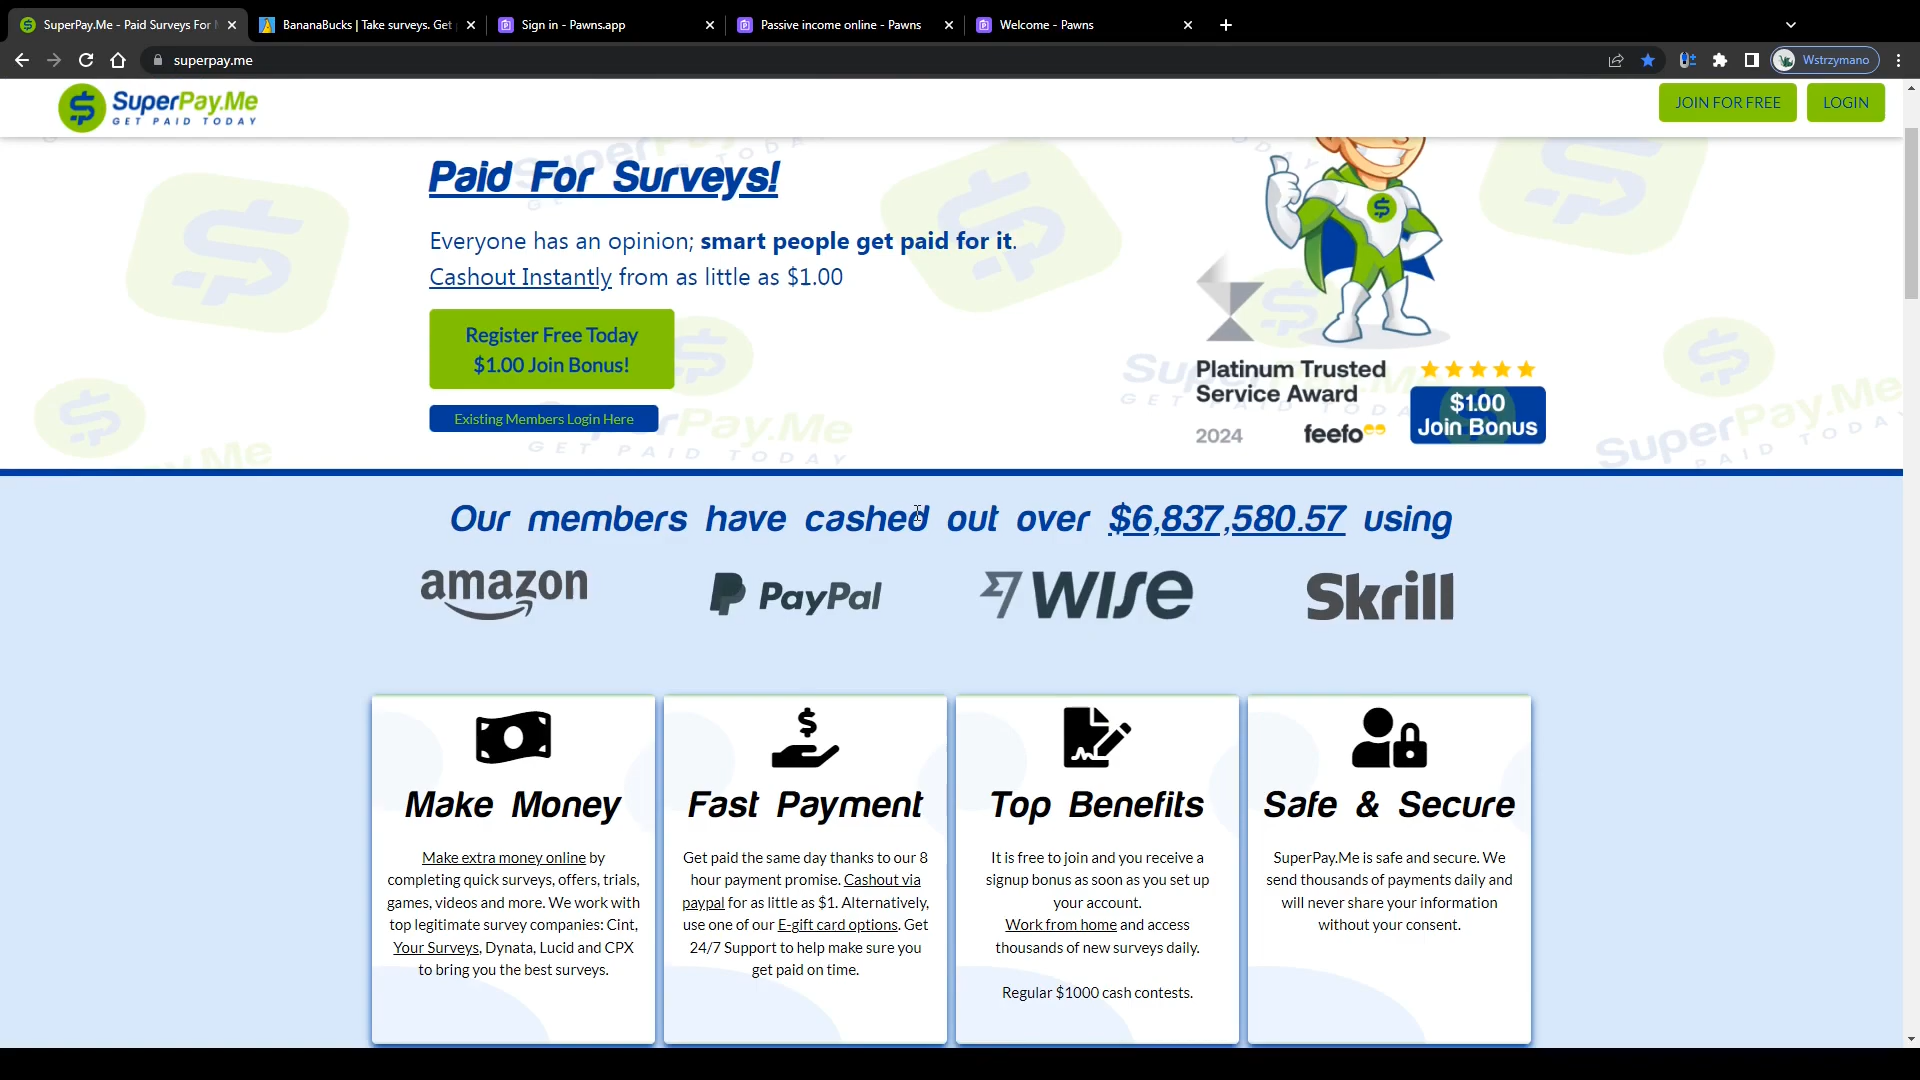 SuperPay.Me - Paid Surveys For
BananaBucks | Take surveys. Get
Sign in - Pawns.app
Passive income online - Pawns
Welcome - Pawns
superpay.me
Wstrzymano
SuperPay.Me
GET PAID TODAY
JOIN FOR FREE
LOGIN
Paid For Surveys!
Everyone has an opinion; smart people get paid for it.
Cashout Instantly from as little as $1.00
Register Free Today
$1.00 Join Bonus!
Existing Members Login Here
Platinum Trusted
Service Award
2024
feefo
$1.00
Join Bonus
Our members have cashed out over $6,837,580.57 using
amazon
PayPal
WISE
Skrill
Make Money
Make extra money online by
completing quick surveys, offers, trials,
games, videos and more. We work with
top legitimate survey companies: Cint,
Your Surveys, Dynata, Lucid and CPX
to bring you the best surveys.
Fast Payment
Get paid the same day thanks to our 8
hour payment promise. Cashout via
paypal for as little as $1. Alternatively,
use one of our E-gift card options. Get
24/7 Support to help make sure you
get paid on time.
Top Benefits
It is free to join and you receive a
signup bonus as soon as you set up
your account.
Work from home and access
thousands of new surveys daily.
Regular $1000 cash contests.
Safe & Secure
SuperPay.Me is safe and secure. We
send thousands of payments daily and
will never share your information
without your consent.